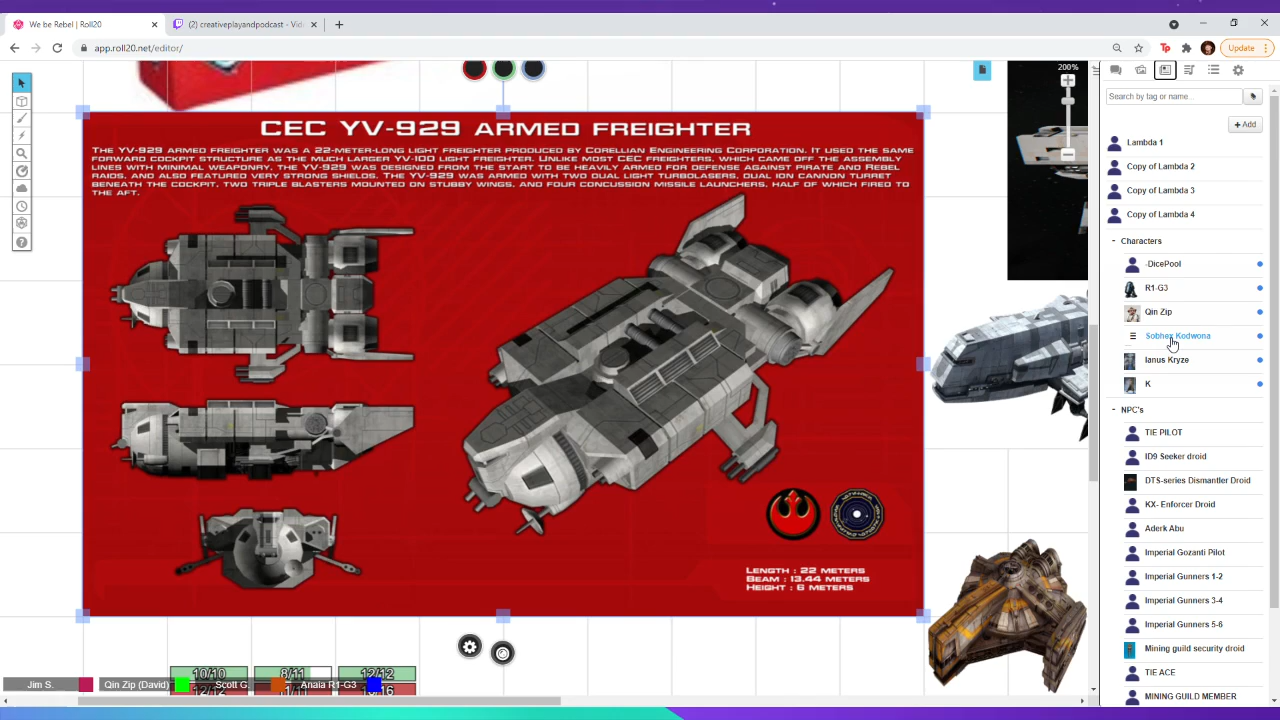 We be Rebel | Roll20
(2) creativeplayandpodcast - Vid
app.roll20.net/editor/
Tp
Update
200%
Search by tag or name...
+ Add
CEC YV-929 ARMED FREIGHTER
THE YV-929 ARMED FREIGHTER WAS A 22-METER-LONG LIGHT FREIGHTER PRODUCED BY CORELLIAN ENGINEERING CORPORATION. IT USED THE SAME
FORWARD COCKPIT STRUCTURE AS THE MUCH LARGER YV-100 LIGHT FREIGHTER. UNLIKE MOST CEC FREIGHTERS, WHICH CAME OFF THE ASSEMBLY
LINES WITH MINIMAL WEAPONRY, THE YV-929 WAS DESIGNED FROM THE START TO BE HEAVILY ARMED FOR DEFENSE AGAINST PIRATE AND REBEL
RAIDS, AND ALSO FEATURED VERY STRONG SHIELDS. THE YV-929 WAS ARMED WITH TWO DUAL LIGHT TURBOLASERS, DUAL ION CANNON TURRET
BENEATH THE COCKPIT, TWO TRIPLE BLASTERS MOUNTED ON STUBBY WINGS, AND FOUR CONCUSSION MISSILE LAUNCHERS, HALF OF WHICH FIRED TO
THE AFT.
LENGTH : 22 METERS
BEAM : 13.44 METERS
HEIGHT : 6 METERS
Lambda 1
Copy of Lambda 2
Copy of Lambda 3
Copy of Lambda 4
Characters
-DicePool
R1-G3
Qin Zip
Sobhex Kodwona
Ianus Kryze
K
NPC's
TIE PILOT
ID9 Seeker droid
DTS-series Dismantler Droid
KX- Enforcer Droid
Aderk Abu
Imperial Gozanti Pilot
Imperial Gunners 1-2
Imperial Gunners 3-4
Imperial Gunners 5-6
Mining guild security droid
TIE ACE
MINING GUILD MEMBER
10/10 8/11 12/12
Jim S. Qin Zip (David) Scott G. Anaia R1-G3